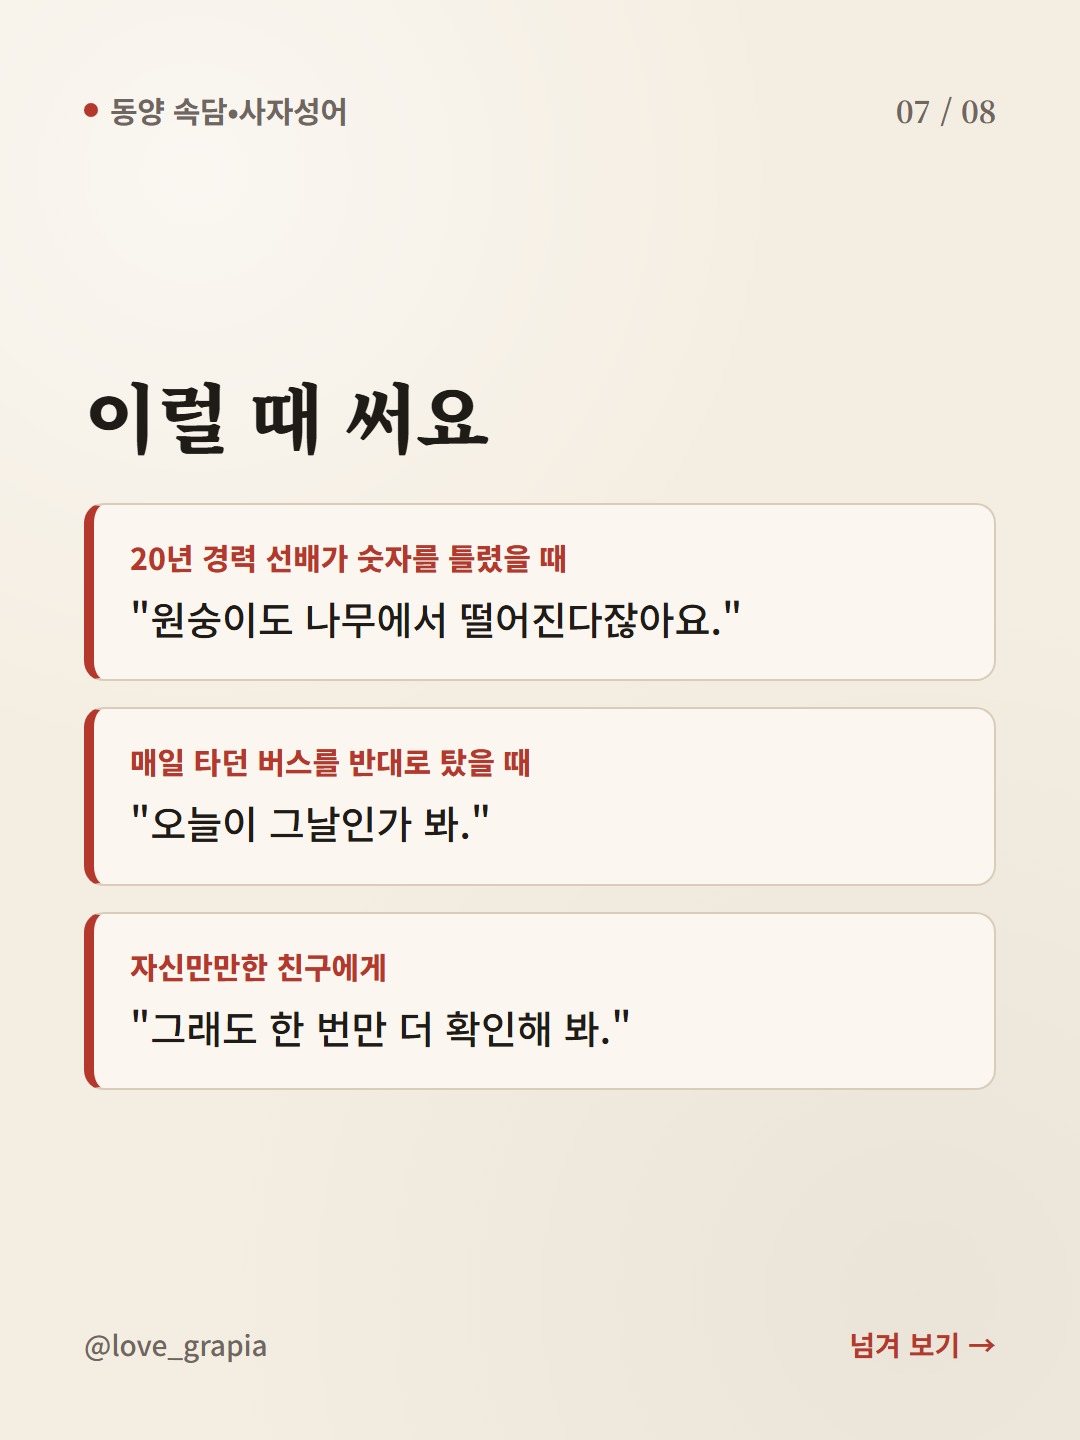 동양 속담•사자성어
07 / 08
이럴 때 써요
20년 경력 선배가 숫자를 틀렸을 때
"원숭이도 나무에서 떨어진다잖아요."
매일 타던 버스를 반대로 탔을 때
"오늘이 그날인가 봐."
자신만만한 친구에게
"그래도 한 번만 더 확인해 봐."
@love_grapia
넘겨 보기 →